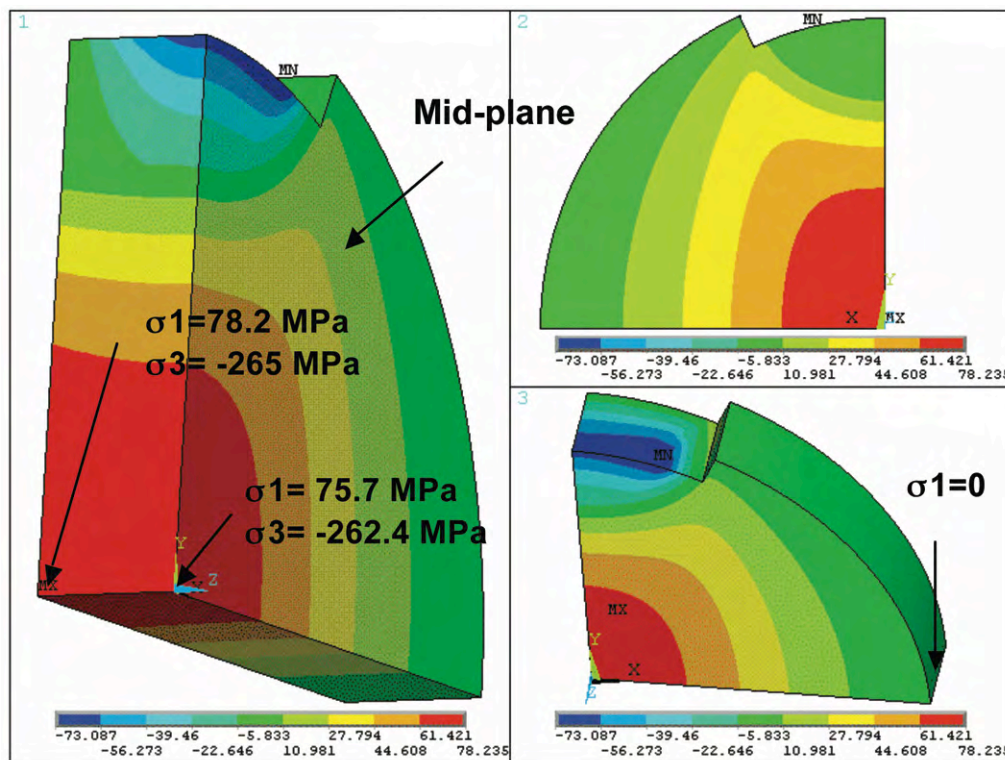 1
MN
Mid-plane
σ1=78.2 MPa
σ3= -265 MPa
σ1= 75.7 MPa
σ3= -262.4 MPa
Y
MX
Z
-73.087 -39.46 -5.833 27.794 61.421
-56.273 -22.646 10.981 44.608 78.235
2
MN
Y
X
MX
-73.087 -39.46 -5.833 27.794 61.421
-56.273 -22.646 10.981 44.608 78.235
3
MN
σ1=0
MX
Y
X
Z
-73.087 -39.46 -5.833 27.794 61.421
-56.273 -22.646 10.981 44.608 78.235